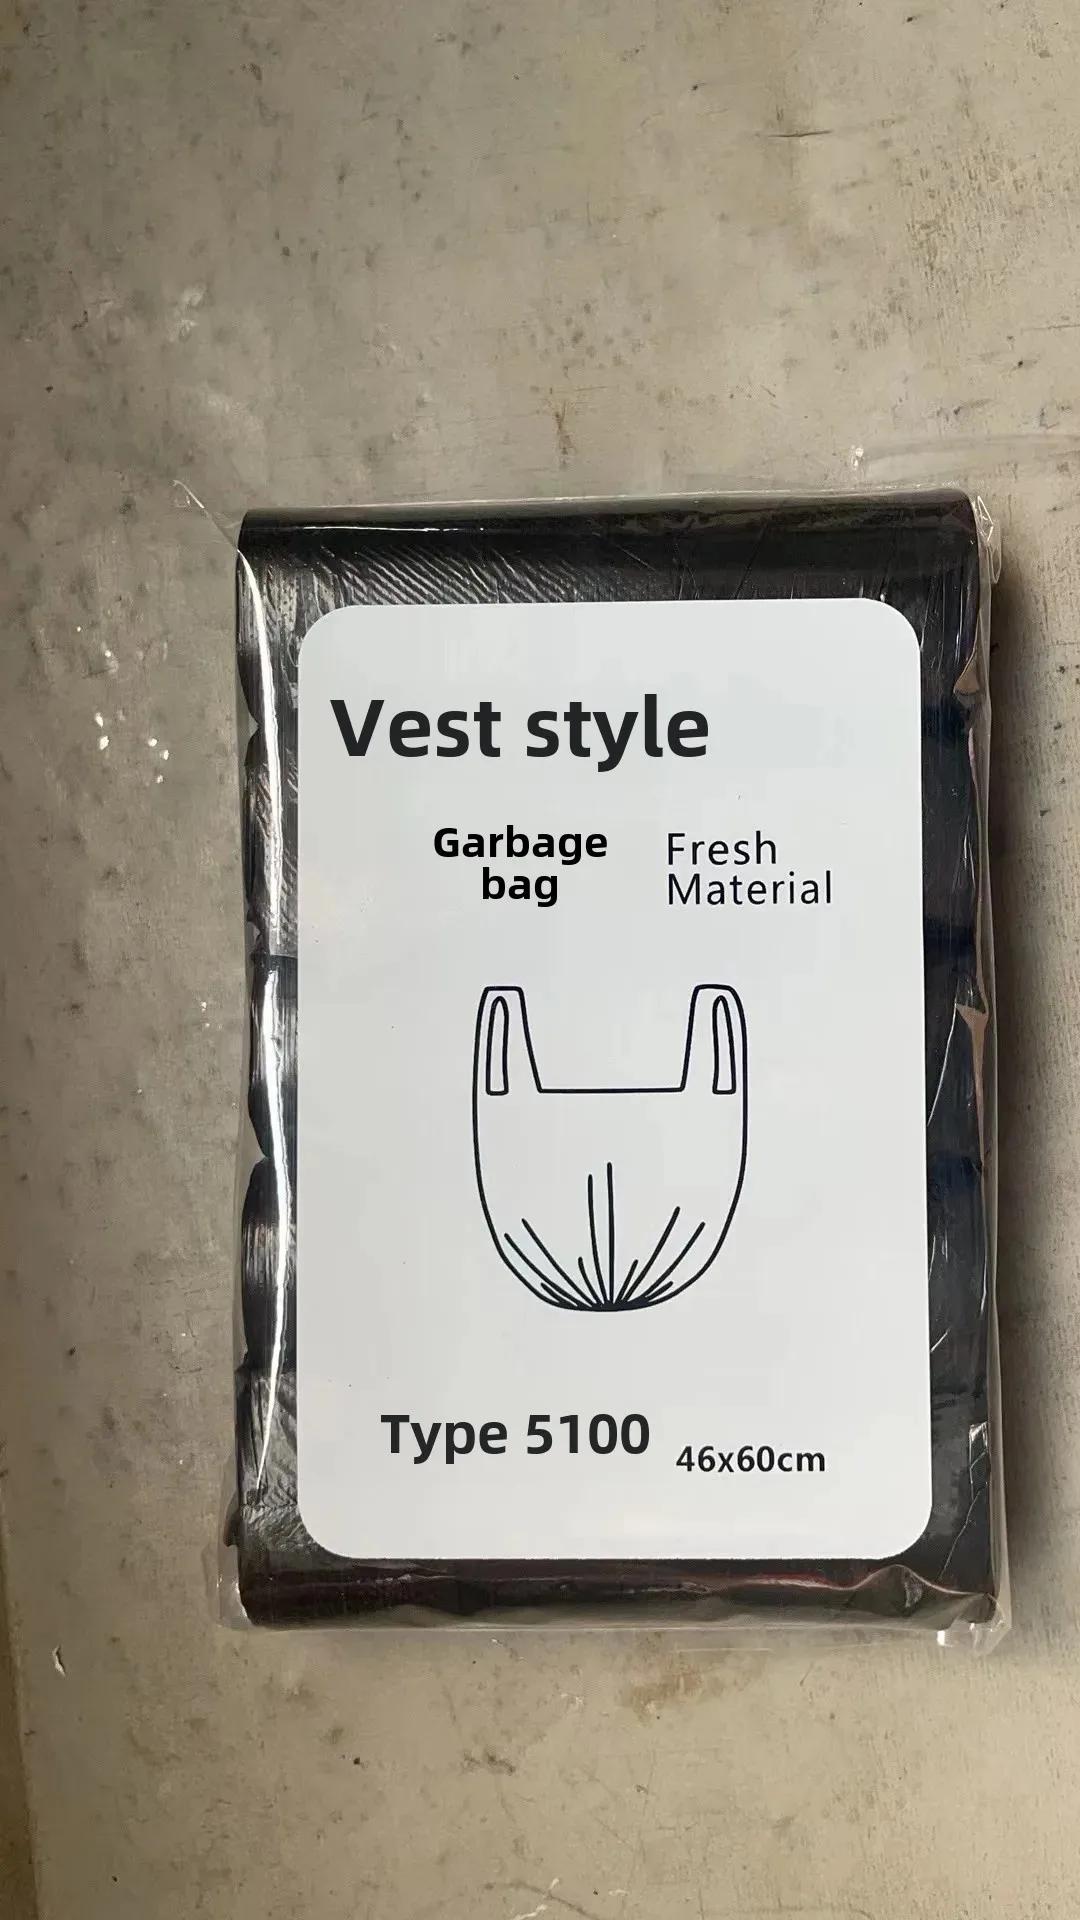 Vest style
Garbage
bag
Fresh
Material
Type 5100
46x60cm